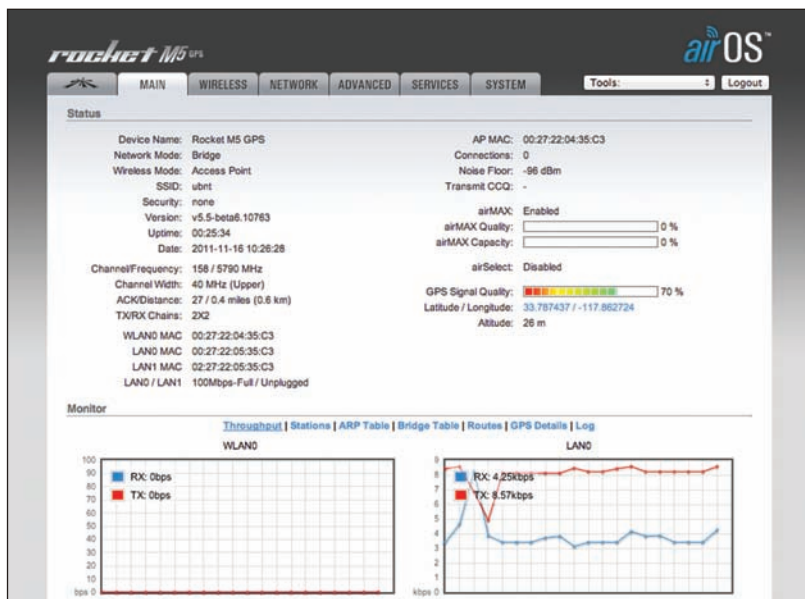 rocket M5 GPS
airOS™
MAIN WIRELESS NETWORK ADVANCED SERVICES SYSTEM Tools: Logout
Status
Device Name: Rocket M5 GPS
Network Mode: Bridge
Wireless Mode: Access Point
SSID: ubnt
Security: none
Version: v5.5-beta6.10763
Uptime: 00:25:34
Date: 2011-11-16 10:26:28
Channel/Frequency: 158 / 5790 MHz
Channel Width: 40 MHz (Upper)
ACK/Distance: 27 / 0.4 miles (0.6 km)
TX/RX Chains: 2X2
WLAN0 MAC 00:27:22:04:35:C3
LAN0 MAC 00:27:22:05:35:C3
LAN1 MAC 02:27:22:05:35:C3
LAN0 / LAN1 100Mbps-Full / Unplugged
AP MAC: 00:27:22:04:35:C3
Connections: 0
Noise Floor: -96 dBm
Transmit CCQ: -
airMAX: Enabled
airMAX Quality: 0 %
airMAX Capacity: 0 %
airSelect: Disabled
GPS Signal Quality: 70 %
Latitude / Longitude: 33.787437 / -117.862724
Altitude: 26 m
Monitor
Throughput | Stations | ARP Table | Bridge Table | Routes | GPS Details | Log
WLAN0
100
90
80
70
60
50
40
30
20
10
bps 0
RX: 0bps
TX: 0bps
LAN0
9
8
7
6
5
4
3
2
1
kbps 0
RX: 4.25kbps
TX: 8.57kbps